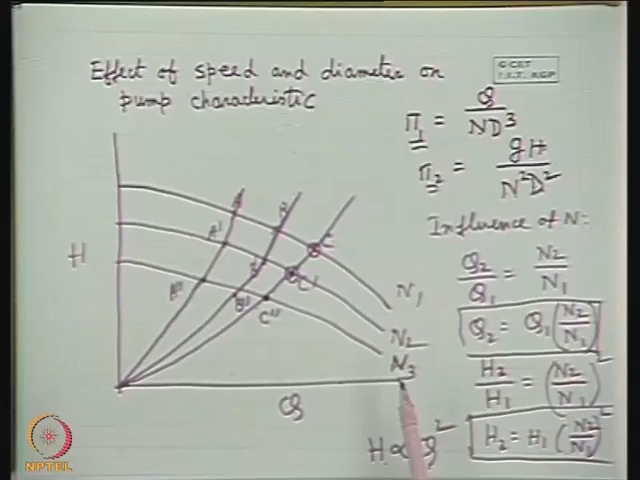 Effect of speed and diameter on
pump characteristic
G CET
I.I.T. KGP
π₁ = Q / ND³
π₂ = gH / N²D²
Influence of N:
Q₂/Q₁ = N₂/N₁
Q₂ = Q₁ (N₂/N₁)
H₂/H₁ = (N₂/N₁)²
H₂ = H₁ (N₂/N₁)²
H ∝ Q²
H
A B C
A' B' C'
A" B" C"
N₁
N₂
N₃
Q
NPTEL